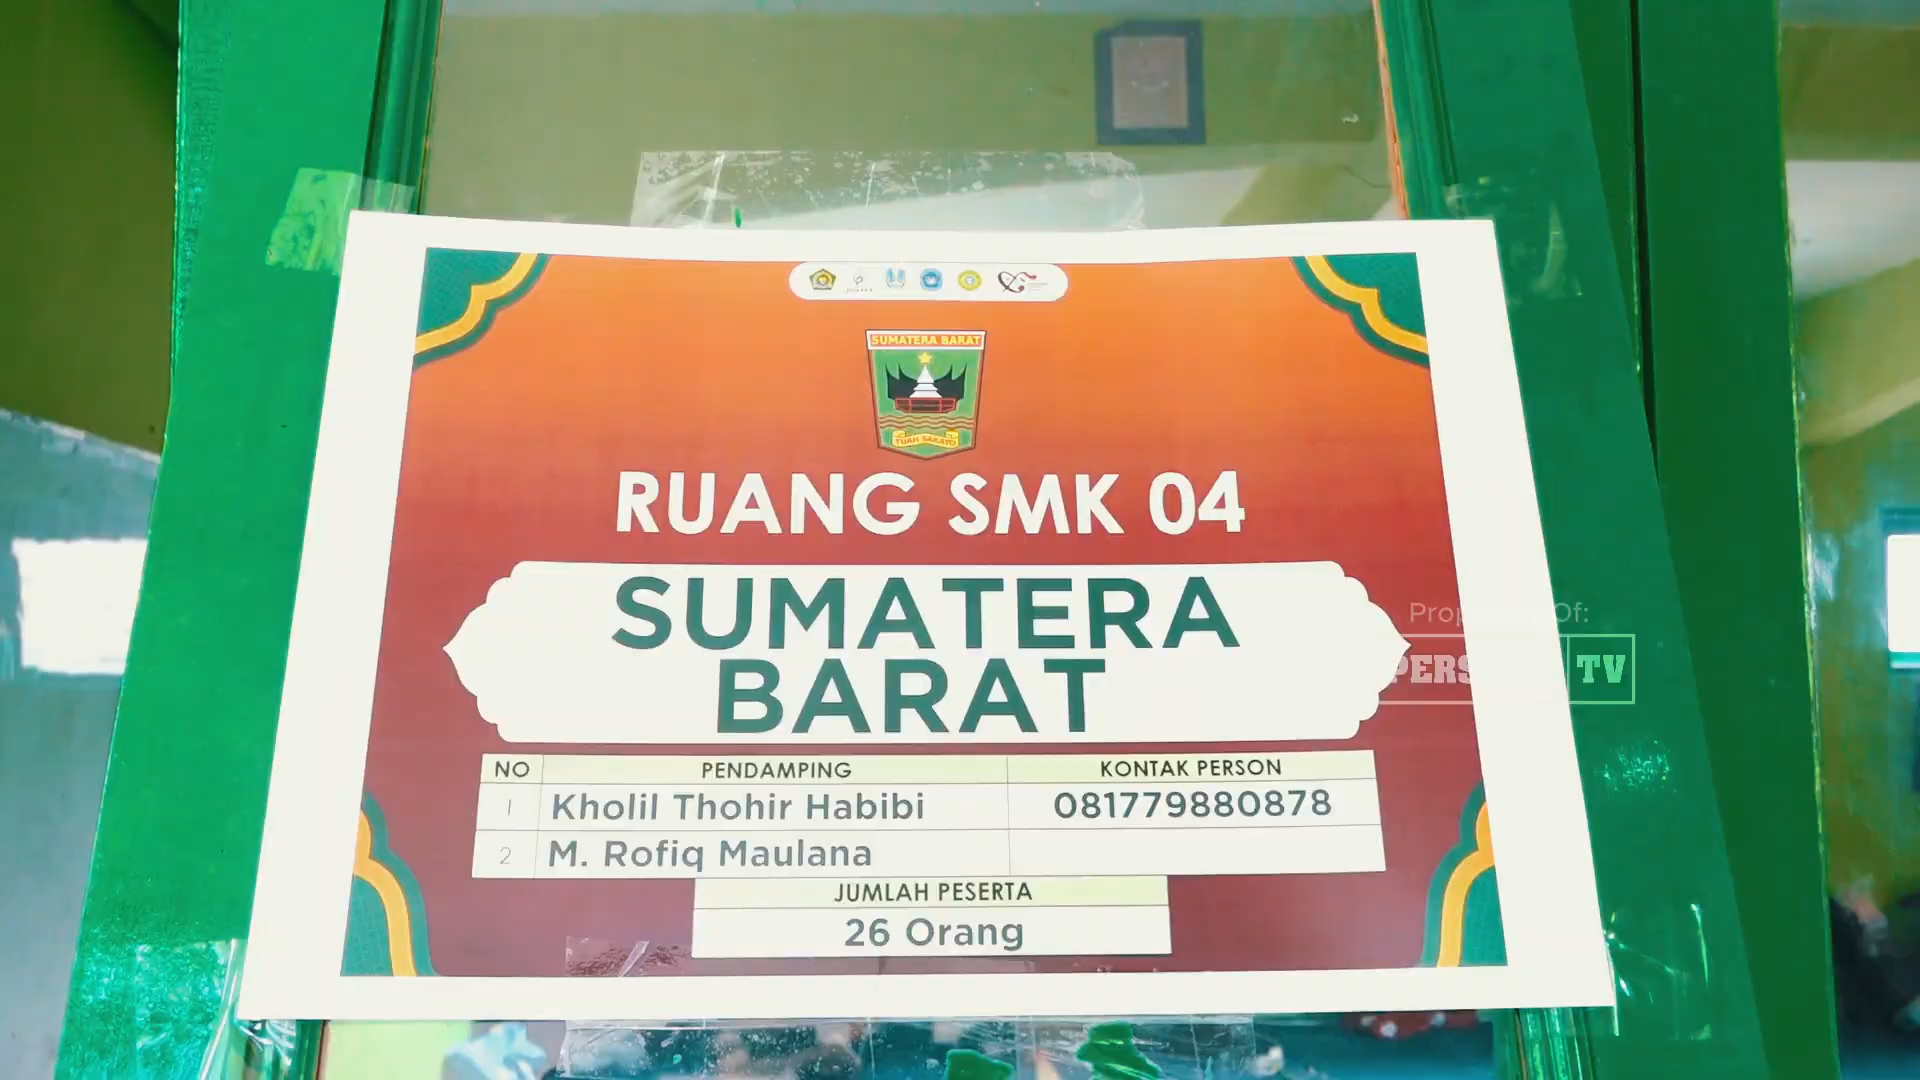 SUMATERA BARAT
TUAH SAKATO
RUANG SMK 04
SUMATERA
BARAT
NO PENDAMPING KONTAK PERSON
1 Kholil Thohir Habibi 081779880878
2 M. Rofiq Maulana
JUMLAH PESERTA
26 Orang
Of:
TV